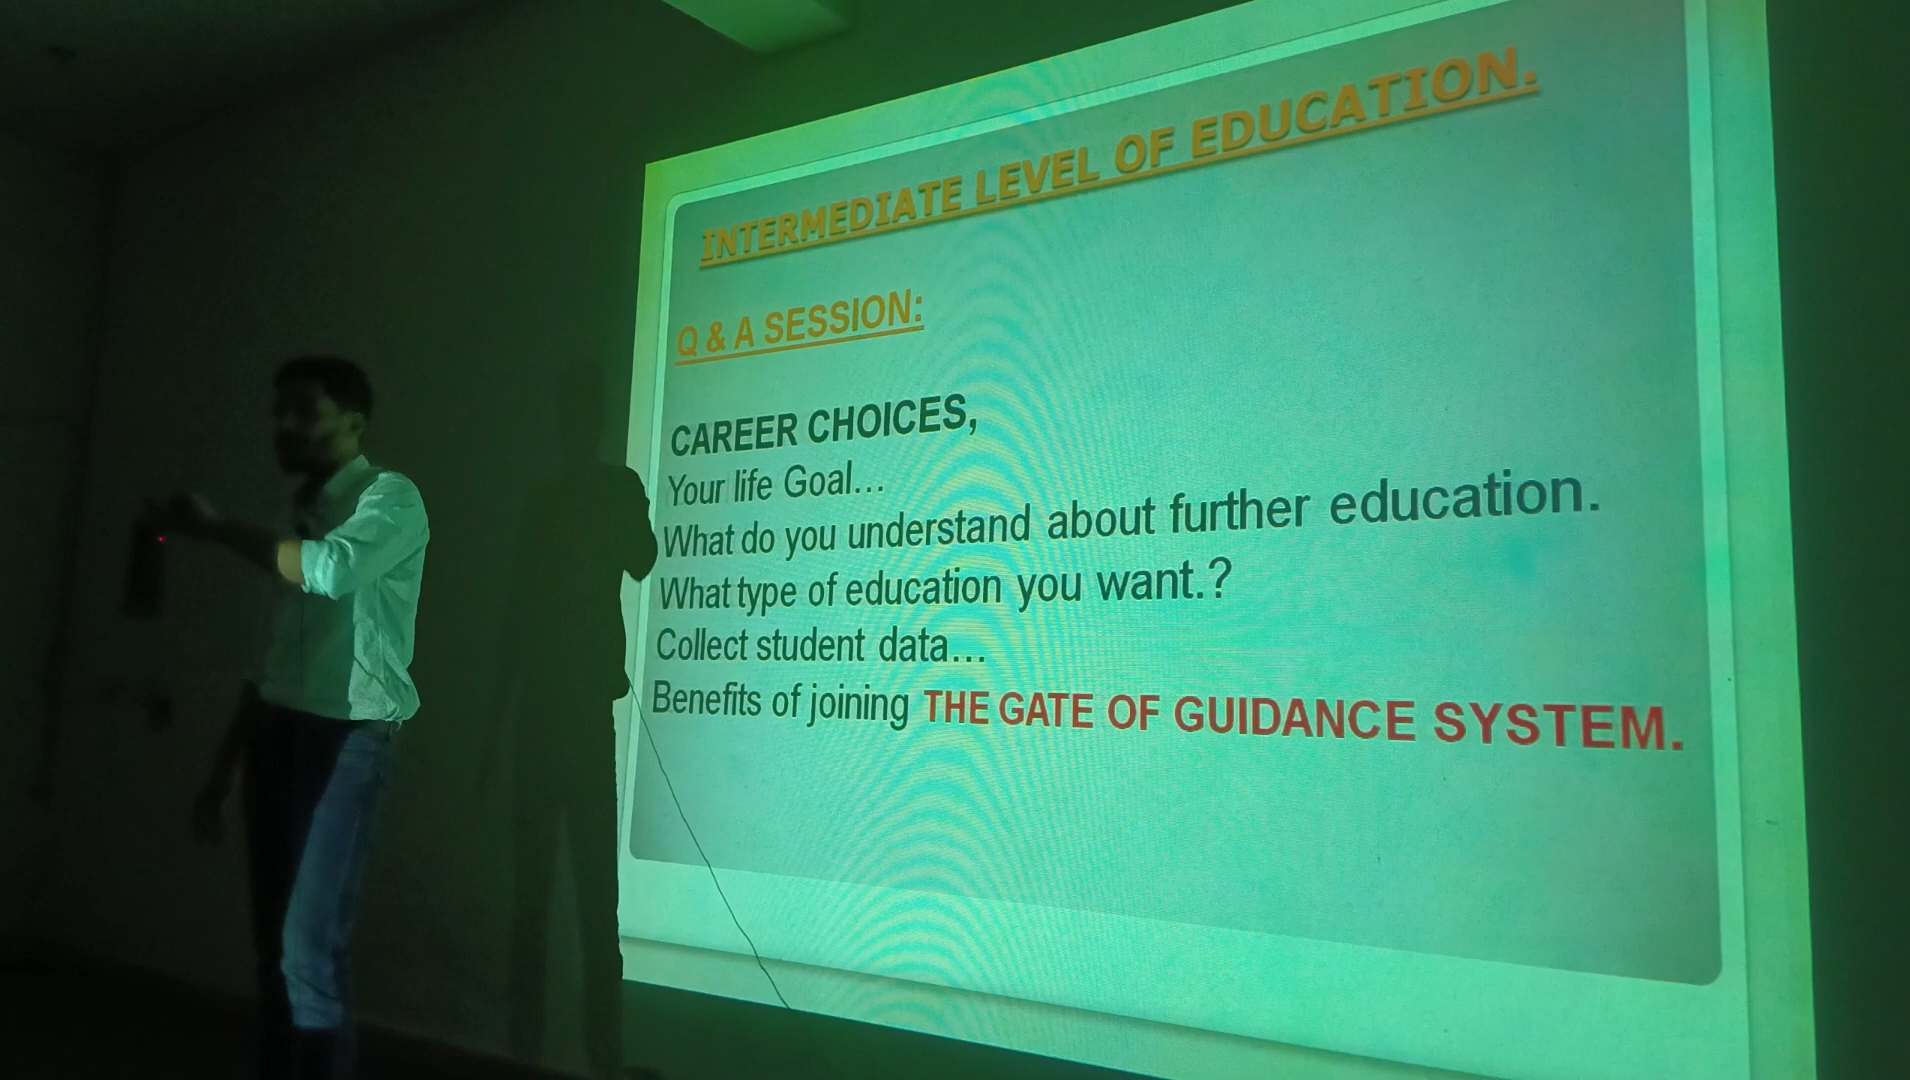 INTERMEDIATE LEVEL OF EDUCATION.
Q & A SESSION:
CAREER CHOICES,
Your life Goal...
What do you understand about further education.
What type of education you want.?
Collect student data...
Benefits of joining THE GATE OF GUIDANCE SYSTEM.